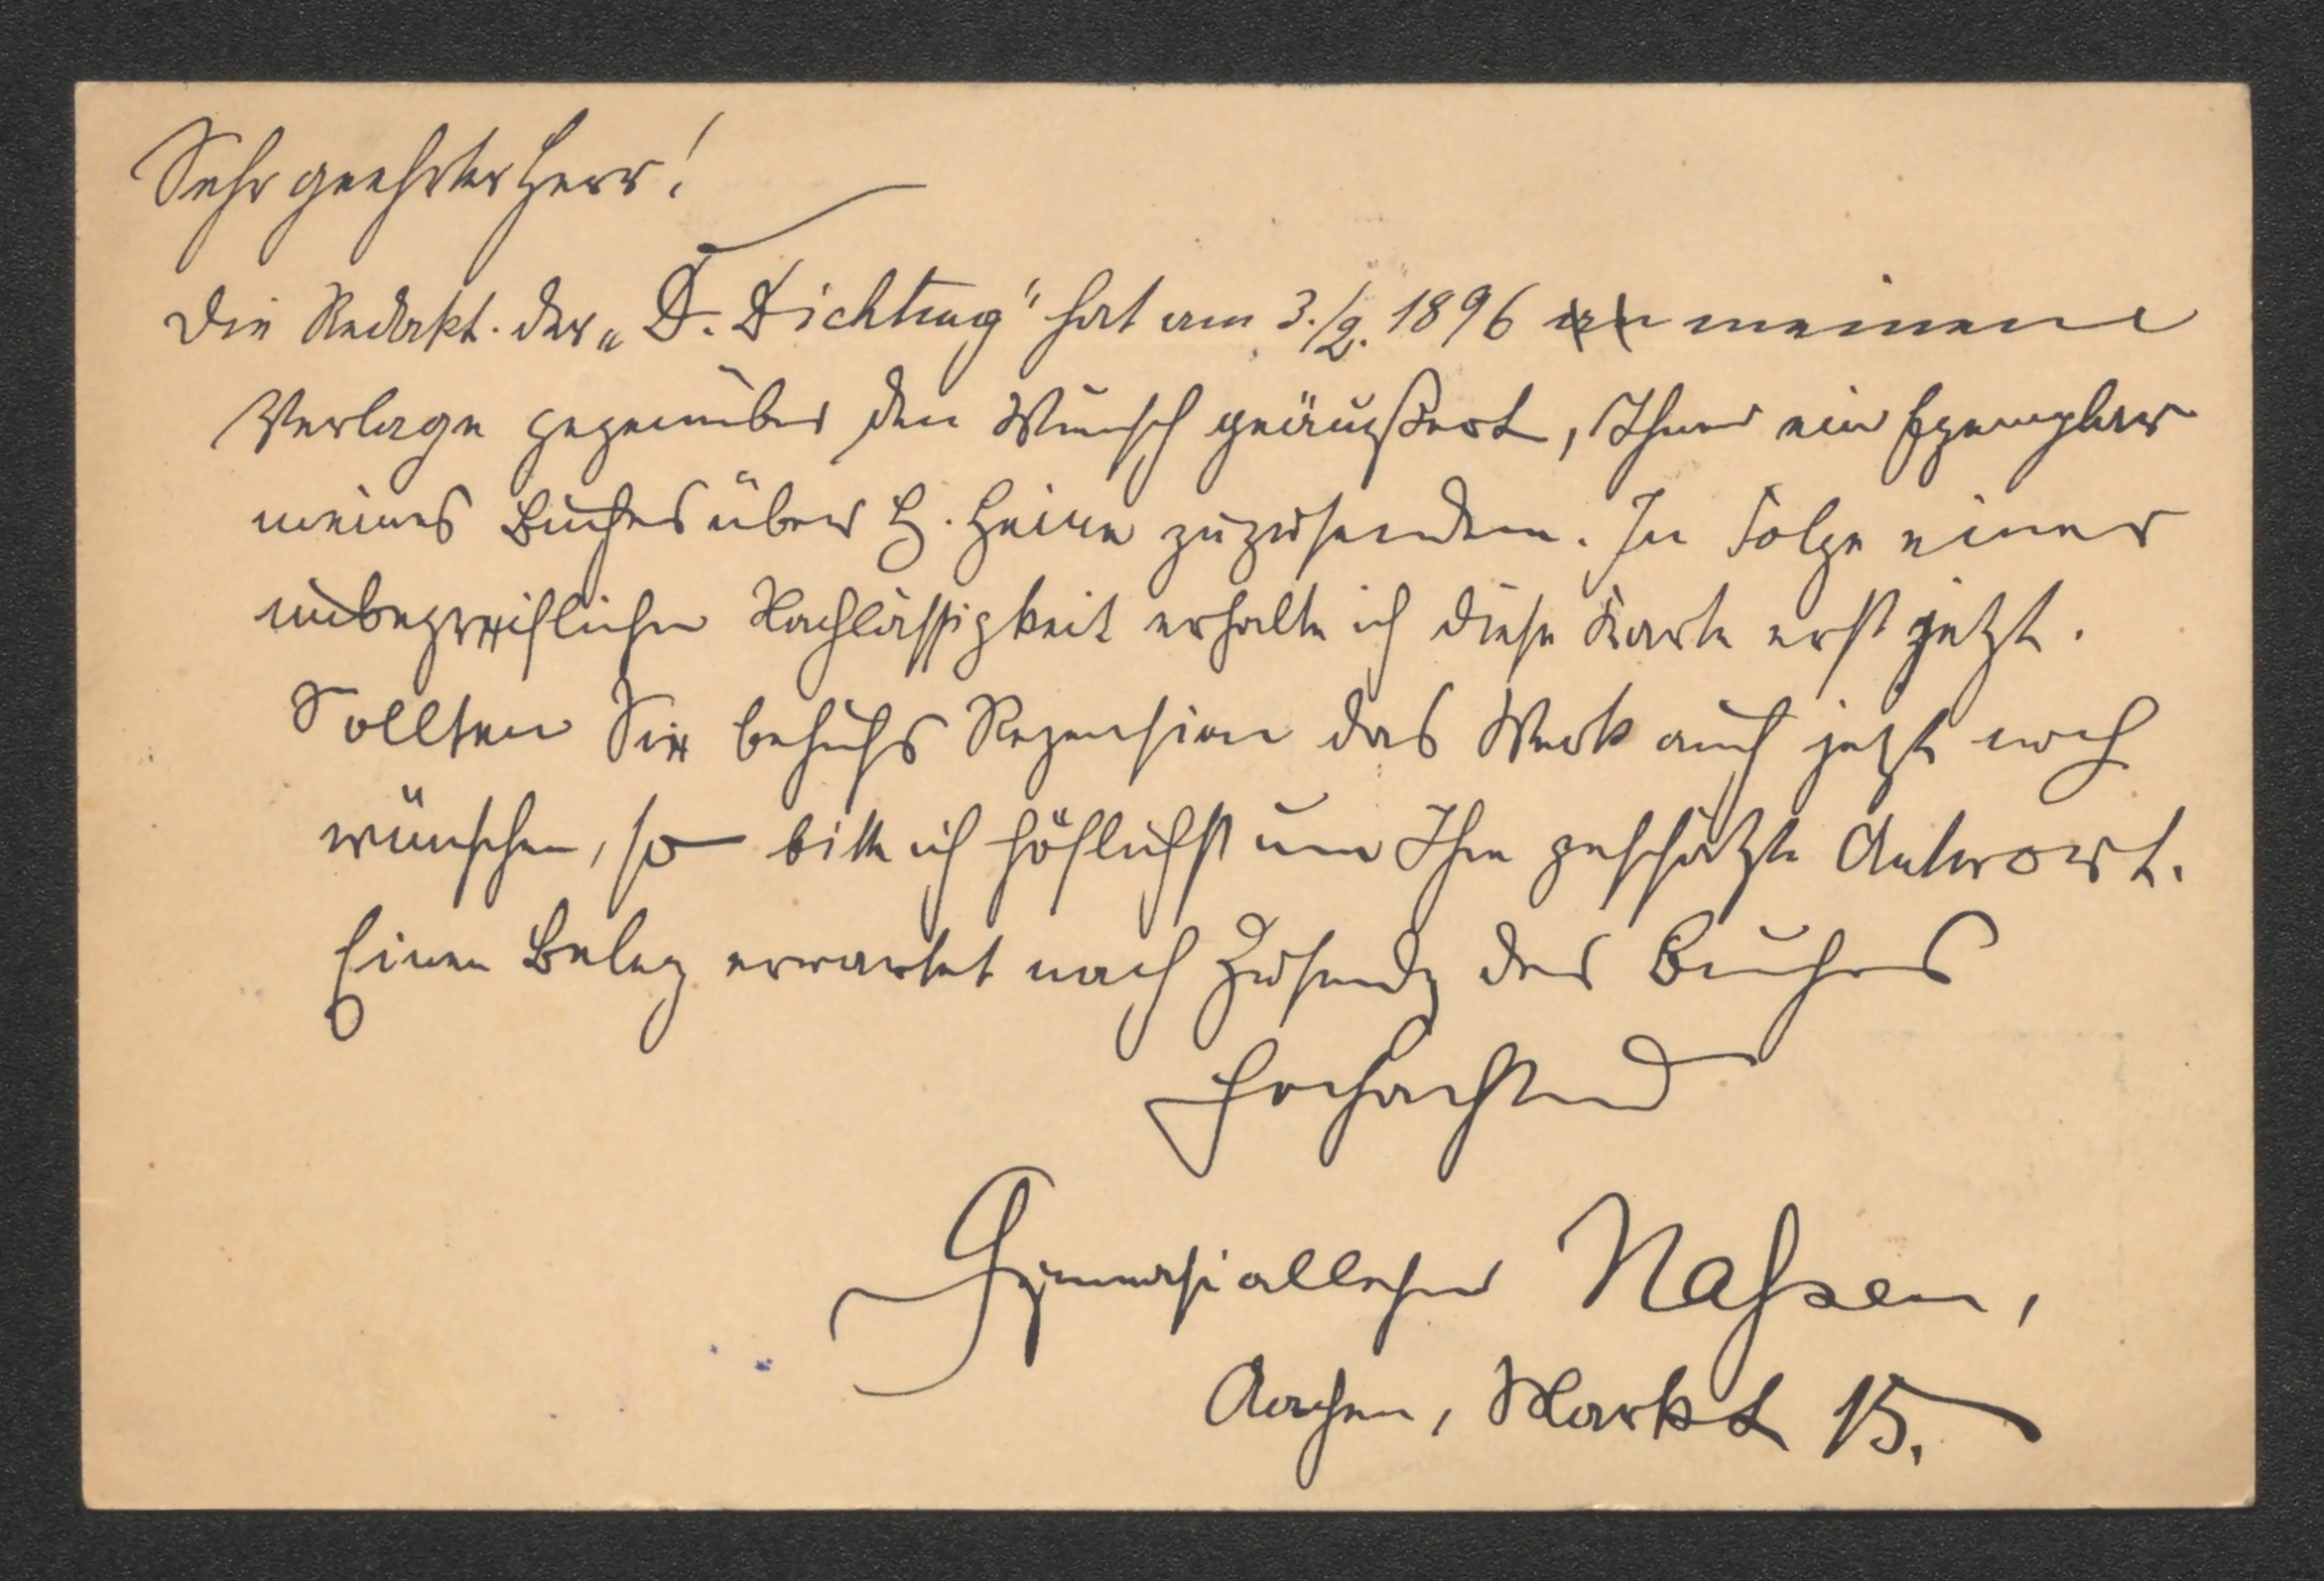 Sehr geehrter Herr!
Die Redakt. der „D. Dichtung" hat am 3./2. 1896 an meinem
Verlage gegenüber den Wunsch geäußert, Ihnen ein Exemplar
meines Buches über H. Heine zuzusenden. In Folge einer
unbegreiflichen Nachlässigkeit erhalte ich diese Karte erst jetzt.
Sollten Sie behufs Rezension das Werk auch jetzt noch
wünschen, so bitte ich höflichst um Ihre geschätzte Antwort.
Einen Beleg erwartet nach Zusendg des Buches
Hochachtend
Gymnasiallehrer Naßen,
Aachen, Markt 15.